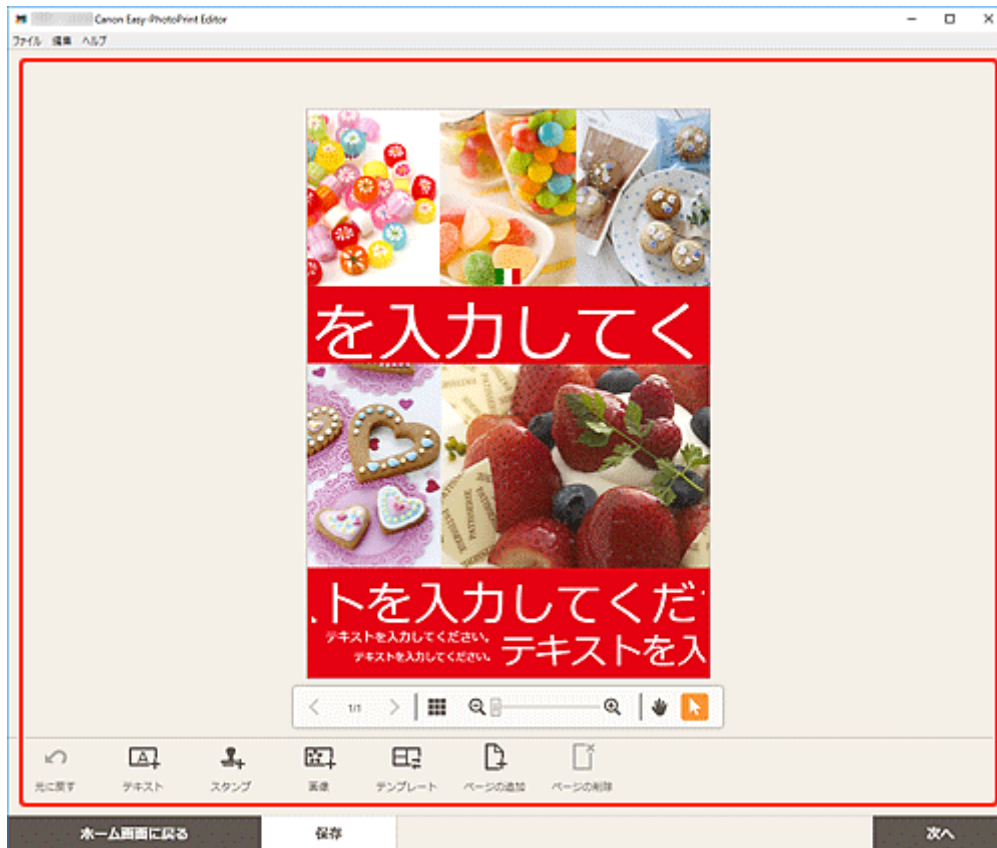 Canon Easy-PhotoPrint Editor
ファイル 編集 ヘルプ
を入力してく
トを入力してくだ
テキストを入力してください。
テキストを入
テキストを入力してください。
1/1
元に戻す テキスト スタンプ 画像 テンプレート ページの追加 ページの削除
ホーム画面に戻る 保存 次へ